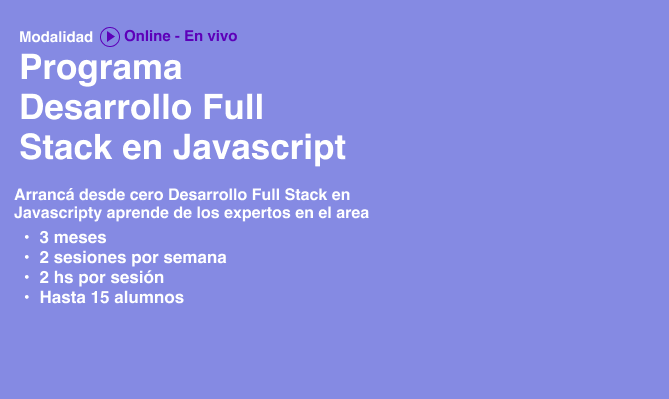 Modalidad Online - En vivo
Programa
Desarrollo Full
Stack en Javascript
Arrancá desde cero Desarrollo Full Stack en
Javascripty aprende de los expertos en el area
• 3 meses
• 2 sesiones por semana
• 2 hs por sesión
• Hasta 15 alumnos